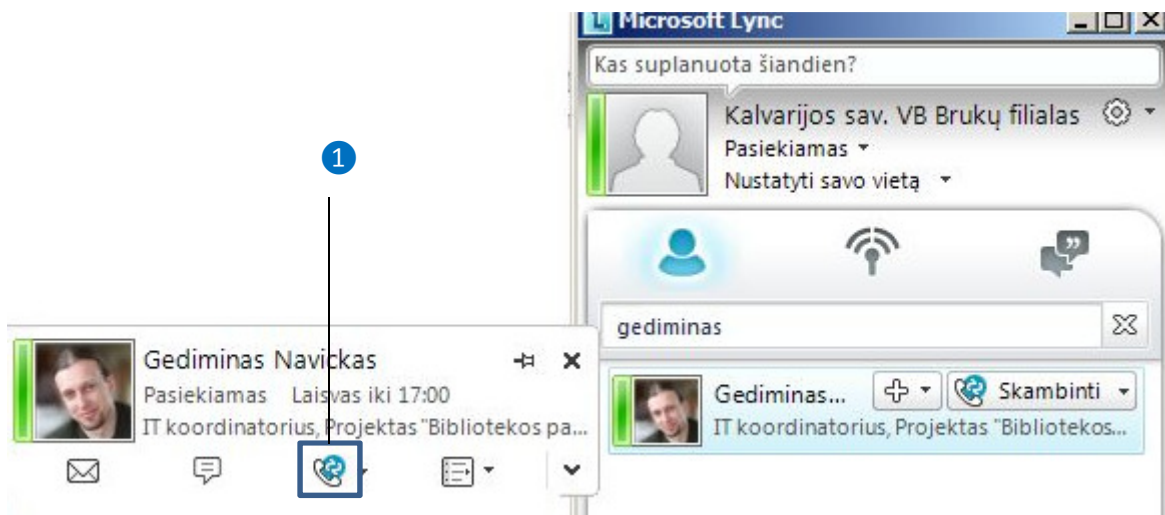 Microsoft Lync
Kas suplanuota šiandien?
Kalvarijos sav. VB Brukų filialas
Pasiekiamas
Nustatyti savo vietą
gediminas
Gediminas...
Skambinti
IT koordinatorius, Projektas "Bibliotekos...
1
Gediminas Navickas
Pasiekiamas Laisvas iki 17:00
IT koordinatorius, Projektas "Bibliotekos pa...